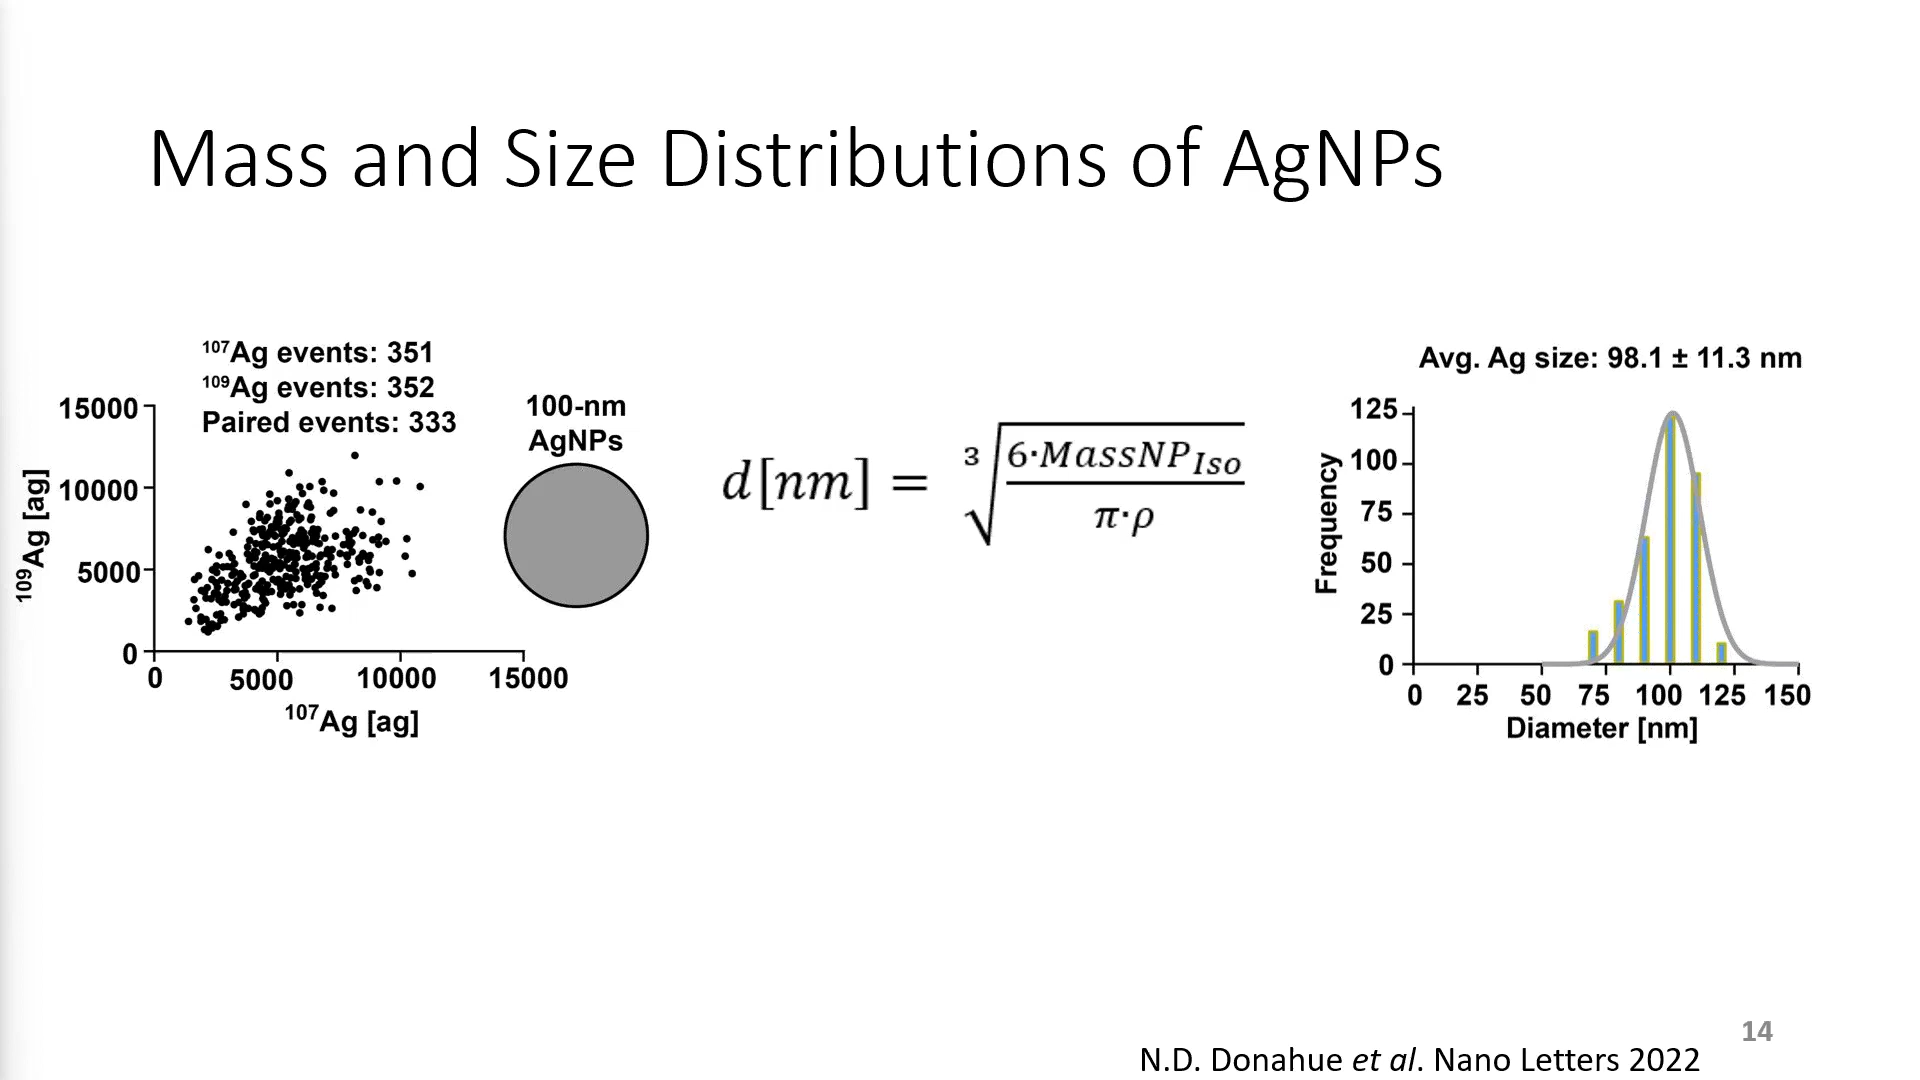 Mass and Size Distributions of AgNPs
¹⁰⁷Ag events: 351
¹⁰⁹Ag events: 352
Paired events: 333
15000
10000
5000
0
¹⁰⁹Ag [ag]
0 5000 10000 15000
¹⁰⁷Ag [ag]
100-nm
AgNPs
d[nm] = ∛(6·MassNP_Iso / π·ρ)
Avg. Ag size: 98.1 ± 11.3 nm
125
100
75
50
25
0
Frequency
0 25 50 75 100 125 150
Diameter [nm]
14
N.D. Donahue et al. Nano Letters 2022